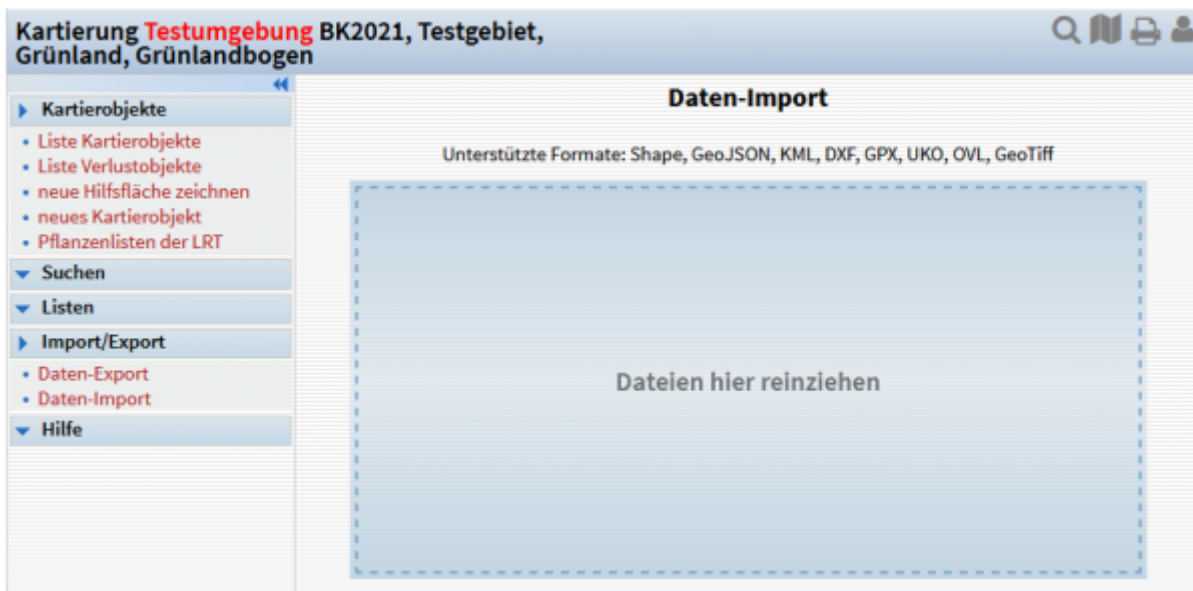 Kartierung Testumgebung BK2021, Testgebiet,
Grünland, Grünlandbogen
Kartierobjekte
Liste Kartierobjekte
Liste Verlustobjekte
neue Hilfsfläche zeichnen
neues Kartierobjekt
Pflanzenlisten der LRT
Suchen
Listen
Import/Export
Daten-Export
Daten-Import
Hilfe
Daten-Import
Unterstützte Formate: Shape, GeoJSON, KML, DXF, GPX, UKO, OVL, GeoTiff
Dateien hier reinziehen